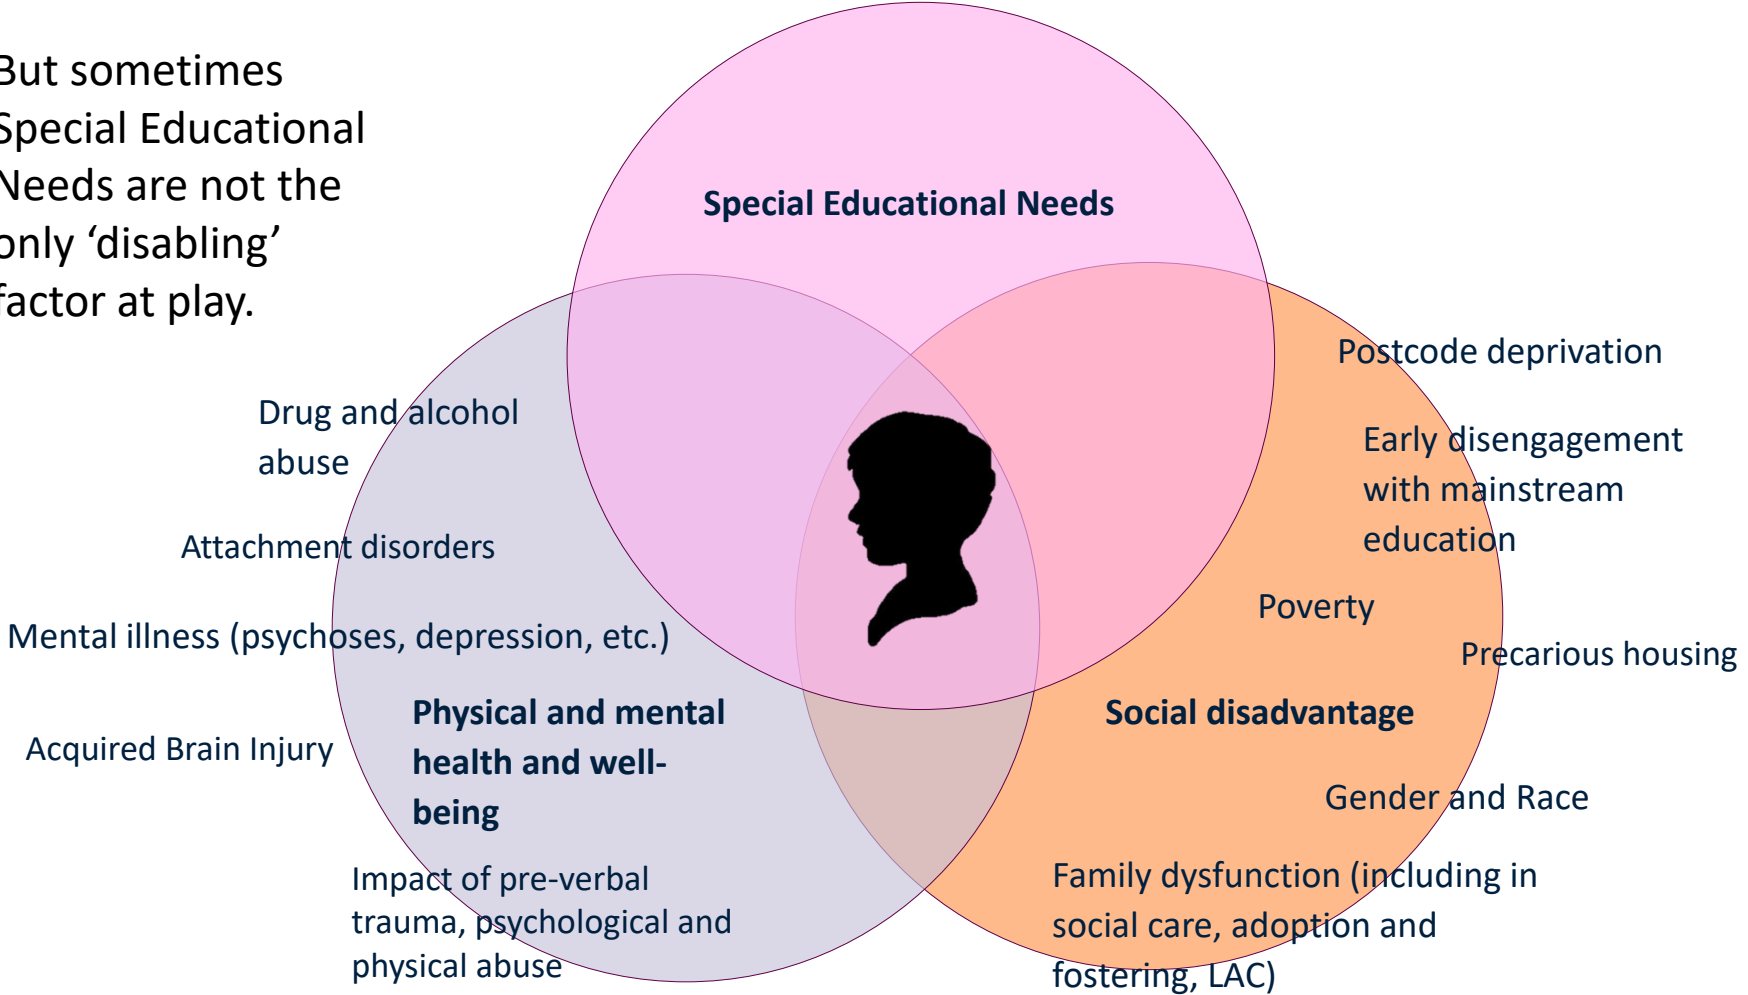 But sometimes
Special Educational
Needs are not the
only ‘disabling’
factor at play.
Special Educational Needs
Drug and alcohol
abuse
Attachment disorders
Mental illness (psychoses, depression, etc.)
Acquired Brain Injury
Physical and mental
health and well-
being
Impact of pre-verbal
trauma, psychological and
physical abuse
Postcode deprivation
Early disengagement
with mainstream
education
Poverty
Precarious housing
Social disadvantage
Gender and Race
Family dysfunction (including in
social care, adoption and
fostering, LAC)